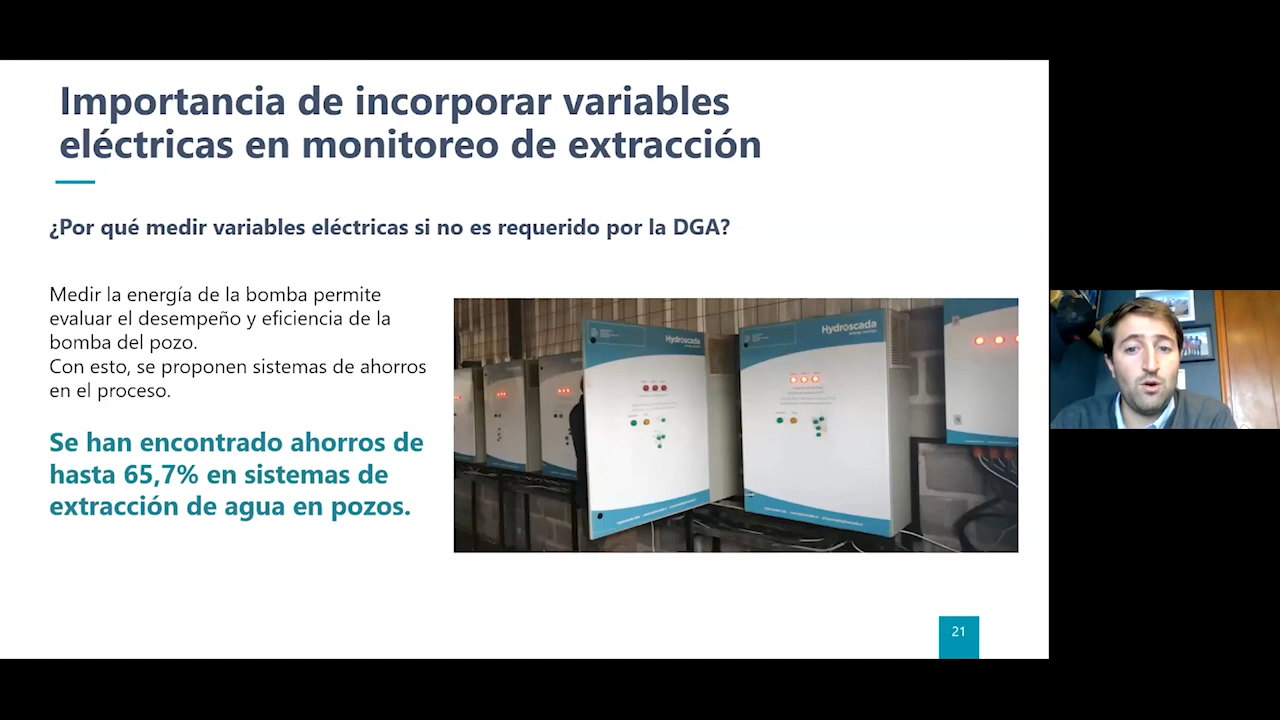 Importancia de incorporar variables
eléctricas en monitoreo de extracción
¿Por qué medir variables eléctricas si no es requerido por la DGA?
Medir la energía de la bomba permite
evaluar el desempeño y eficiencia de la
bomba del pozo.
Con esto, se proponen sistemas de ahorros
en el proceso.
Se han encontrado ahorros de
hasta 65,7% en sistemas de
extracción de agua en pozos.
Hydroscada
Hydroscada
21